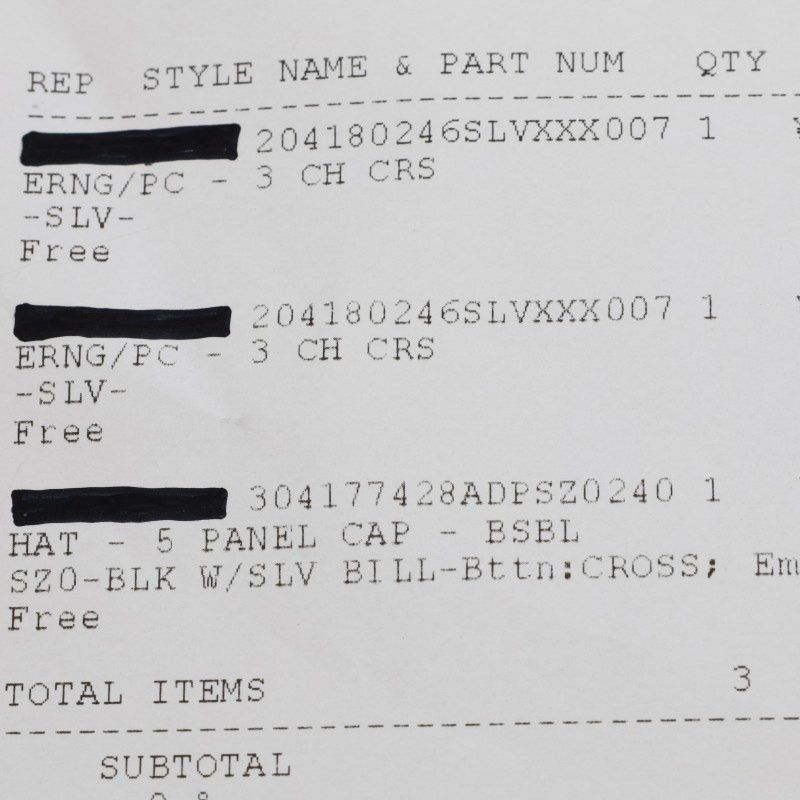 REP STYLE NAME & PART NUM QTY
204180246SLVXXX007 1
ERNG/PC - 3 CH CRS
-SLV-
Free
204180246SLVXXX007 1
ERNG/PC - 3 CH CRS
-SLV-
Free
304177428ADPSZ0240 1
HAT - 5 PANEL CAP - BSBL
SZ0-BLK W/SLV BILL-Bttn:CROSS; Em
Free
TOTAL ITEMS 3
SUBTOTAL